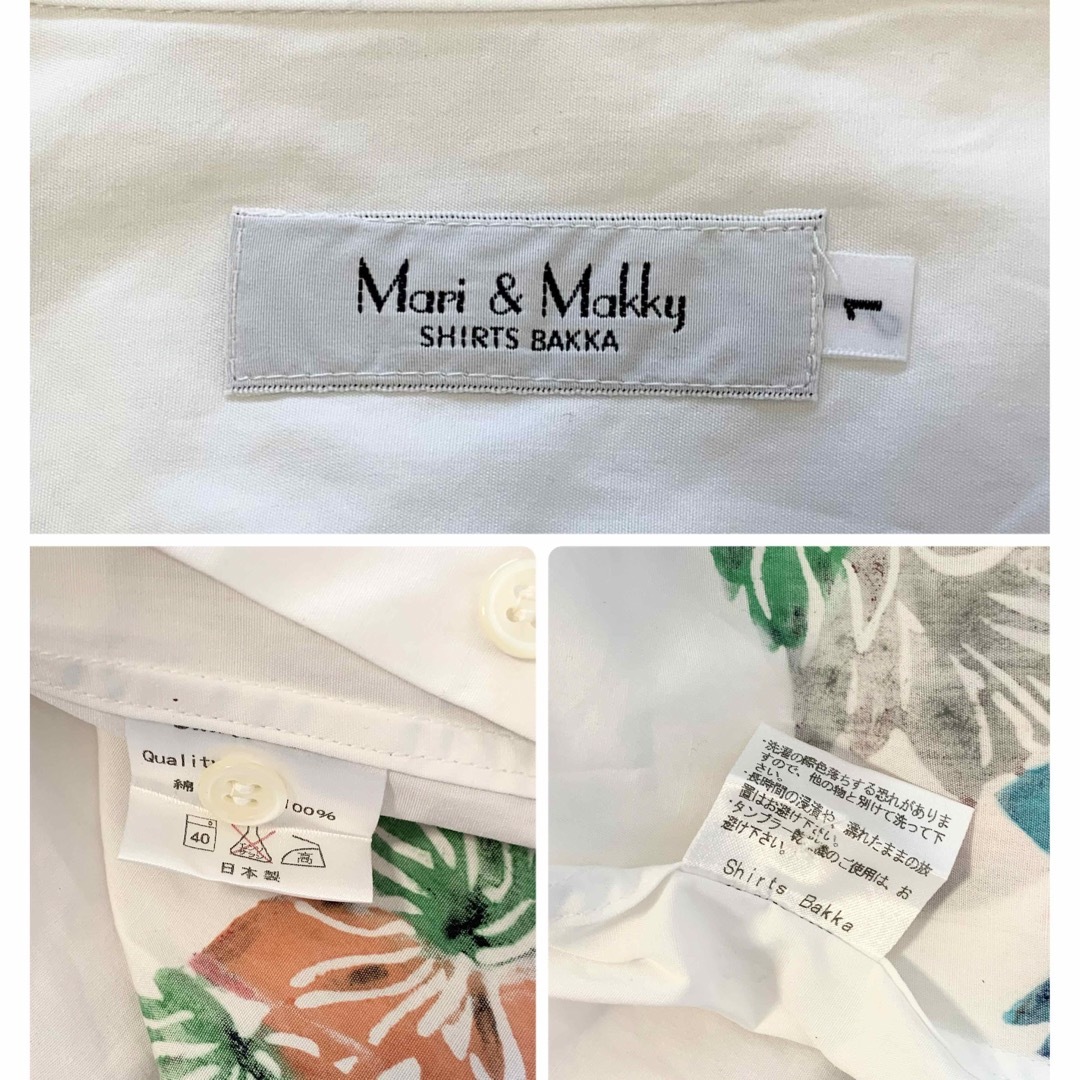 Mari & Makky
SHIRTS BAKKA
1
Quality
綿 100%
40
エンソ
高
日本製
・洗濯の際色落ちする恐れがありま
すので、他の物と別けて洗って下
さい。
・長時間の浸漬や、濡れたままの放
置はお避け下さい。
・タンブラー乾燥のご使用は、お
避け下さい。
Shirts Bakka